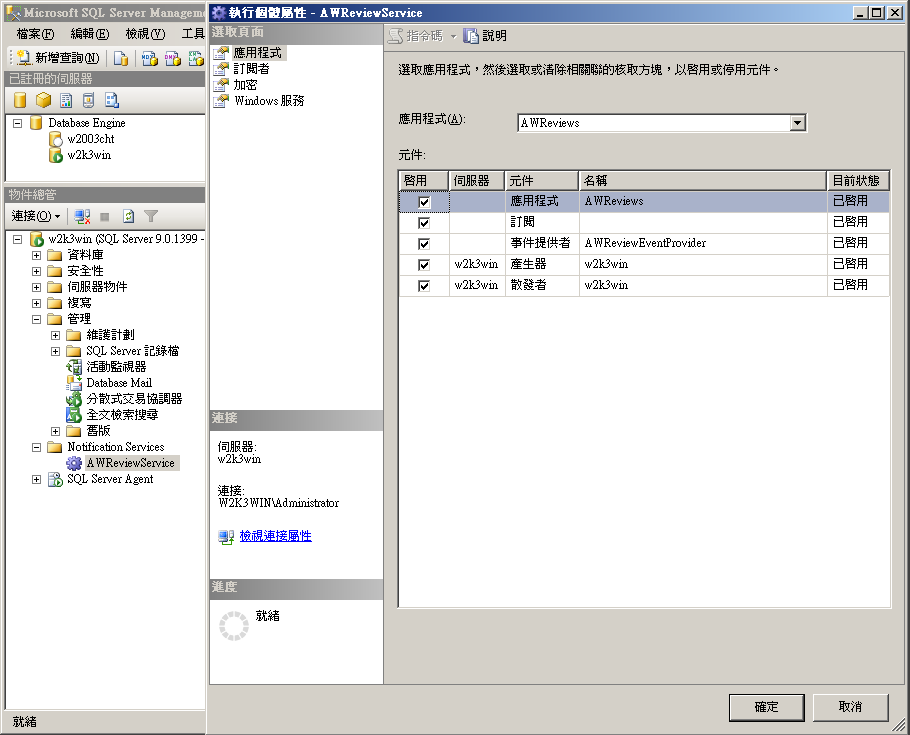 Microsoft SQL Server Manageme
檔案(F) 編輯(E) 檢視(V) 工具
新增查詢(N)
已註冊的伺服器
Database Engine
w2003cht
w2k3win
物件總管
連接(O)
w2k3win (SQL Server 9.0.1399 -
資料庫
安全性
伺服器物件
複寫
管理
維護計劃
SQL Server 記錄檔
活動監視器
Database Mail
分散式交易協調器
全文檢索搜尋
舊版
Notification Services
AWReviewService
SQL Server Agent
就緒
執行個體屬性 - AWReviewService
選取頁面
應用程式
訂閱者
加密
Windows 服務
連接
伺服器:
w2k3win
連接:
W2K3WIN\Administrator
檢視連接屬性
進度
就緒
指令碼 說明
選取應用程式，然後選取或清除相關聯的核取方塊，以啟用或停用元件。
應用程式(A): AWReviews
元件:
啟用 伺服器 元件 名稱 目前狀態
應用程式 AWReviews 已啟用
訂閱 已啟用
事件提供者 AWReviewEventProvider 已啟用
w2k3win 產生器 w2k3win 已啟用
w2k3win 散發者 w2k3win 已啟用
確定 取消